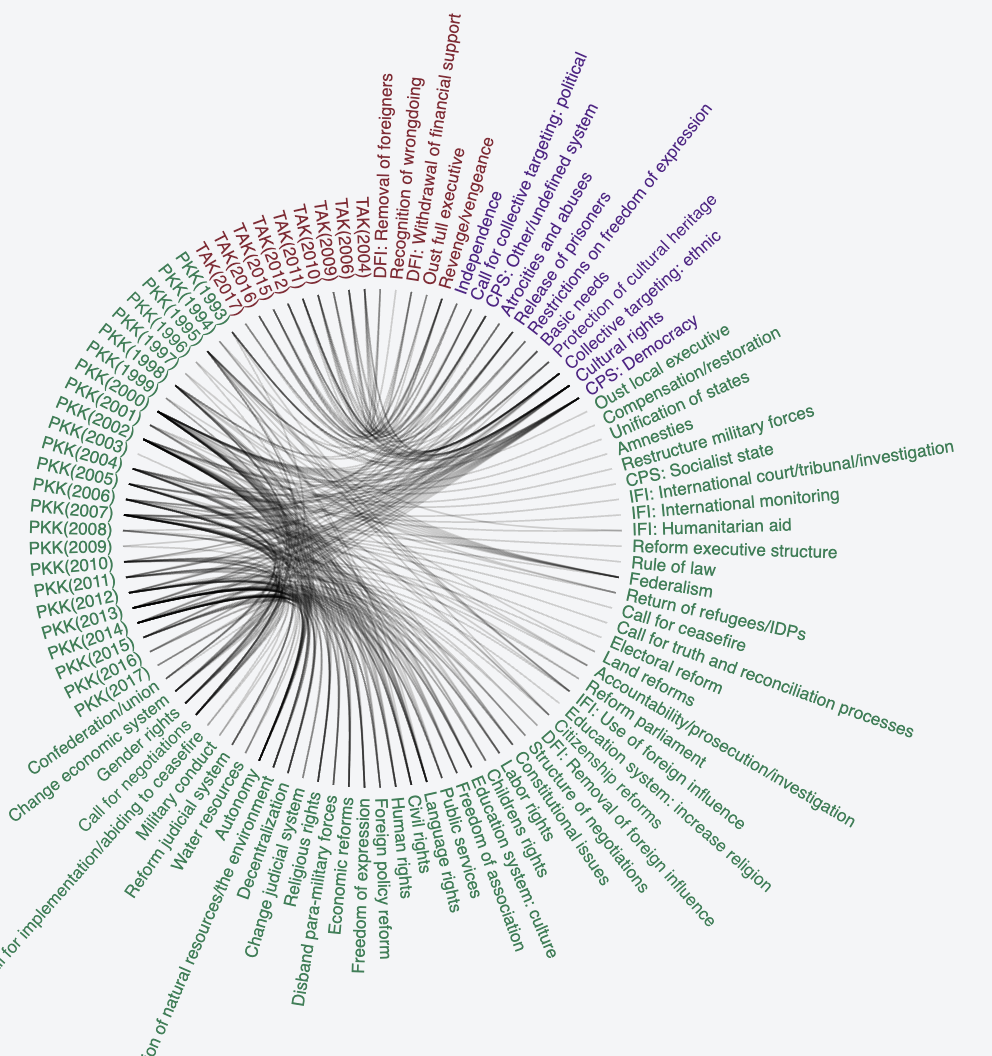 TAK(2004)
DFI: Removal of foreigners
Recognition of wrongdoing
DFI: Withdrawal of financial support
Oust full executive
Revenge/vengeance
Independence
Call for collective targeting: political
CPS: Other/undefined system
Atrocities and abuses
Release of prisoners
Restrictions on freedom of expression
Basic needs
Protection of cultural heritage
Collective targeting: ethnic
Cultural rights
CPS: Democracy
Oust local executive
Compensation/restoration
Unification of states
Amnesties
Restructure military forces
CPS: Socialist state
IFI: International court/tribunal/investigation
IFI: International monitoring
IFI: Humanitarian aid
Reform executive structure
Rule of law
Federalism
Return of refugees/IDPs
Call for ceasefire
Call for truth and reconciliation processes
Electoral reform
Land reforms
Accountability/prosecution/investigation
Reform parliament
IFI: Use of foreign influence
Education system: increase religion
Citizenship reforms
DFI: Removal of foreign influence
Structure of negotiations
Constitutional issues
Labor rights
Childrens rights
Education system: culture
Freedom of association
Public services
Language rights
Civil rights
Human rights
Foreign policy reform
Freedom of expression
Economic reforms
Disband para-military forces
Religious rights
Change judicial system
Decentralization
ion of natural resources/the environment
Autonomy
Water resources
Reform judicial system
Military conduct
for implementation/abiding to ceasefire
Call for negotiations
Gender rights
Change economic system
Confederation/union
PKK(2017)
PKK(2016)
PKK(2015)
PKK(2014)
PKK(2013)
PKK(2012)
PKK(2011)
PKK(2010)
PKK(2009)
PKK(2008)
PKK(2007)
PKK(2006)
PKK(2005)
PKK(2004)
PKK(2003)
PKK(2002)
PKK(2001)
PKK(2000)
PKK(1999)
PKK(1998)
PKK(1997)
PKK(1996)
PKK(1995)
PKK(1994)
PKK(1993)
TAK(2017)
TAK(2016)
TAK(2015)
TAK(2012)
TAK(2011)
TAK(2010)
TAK(2009)
TAK(2006)